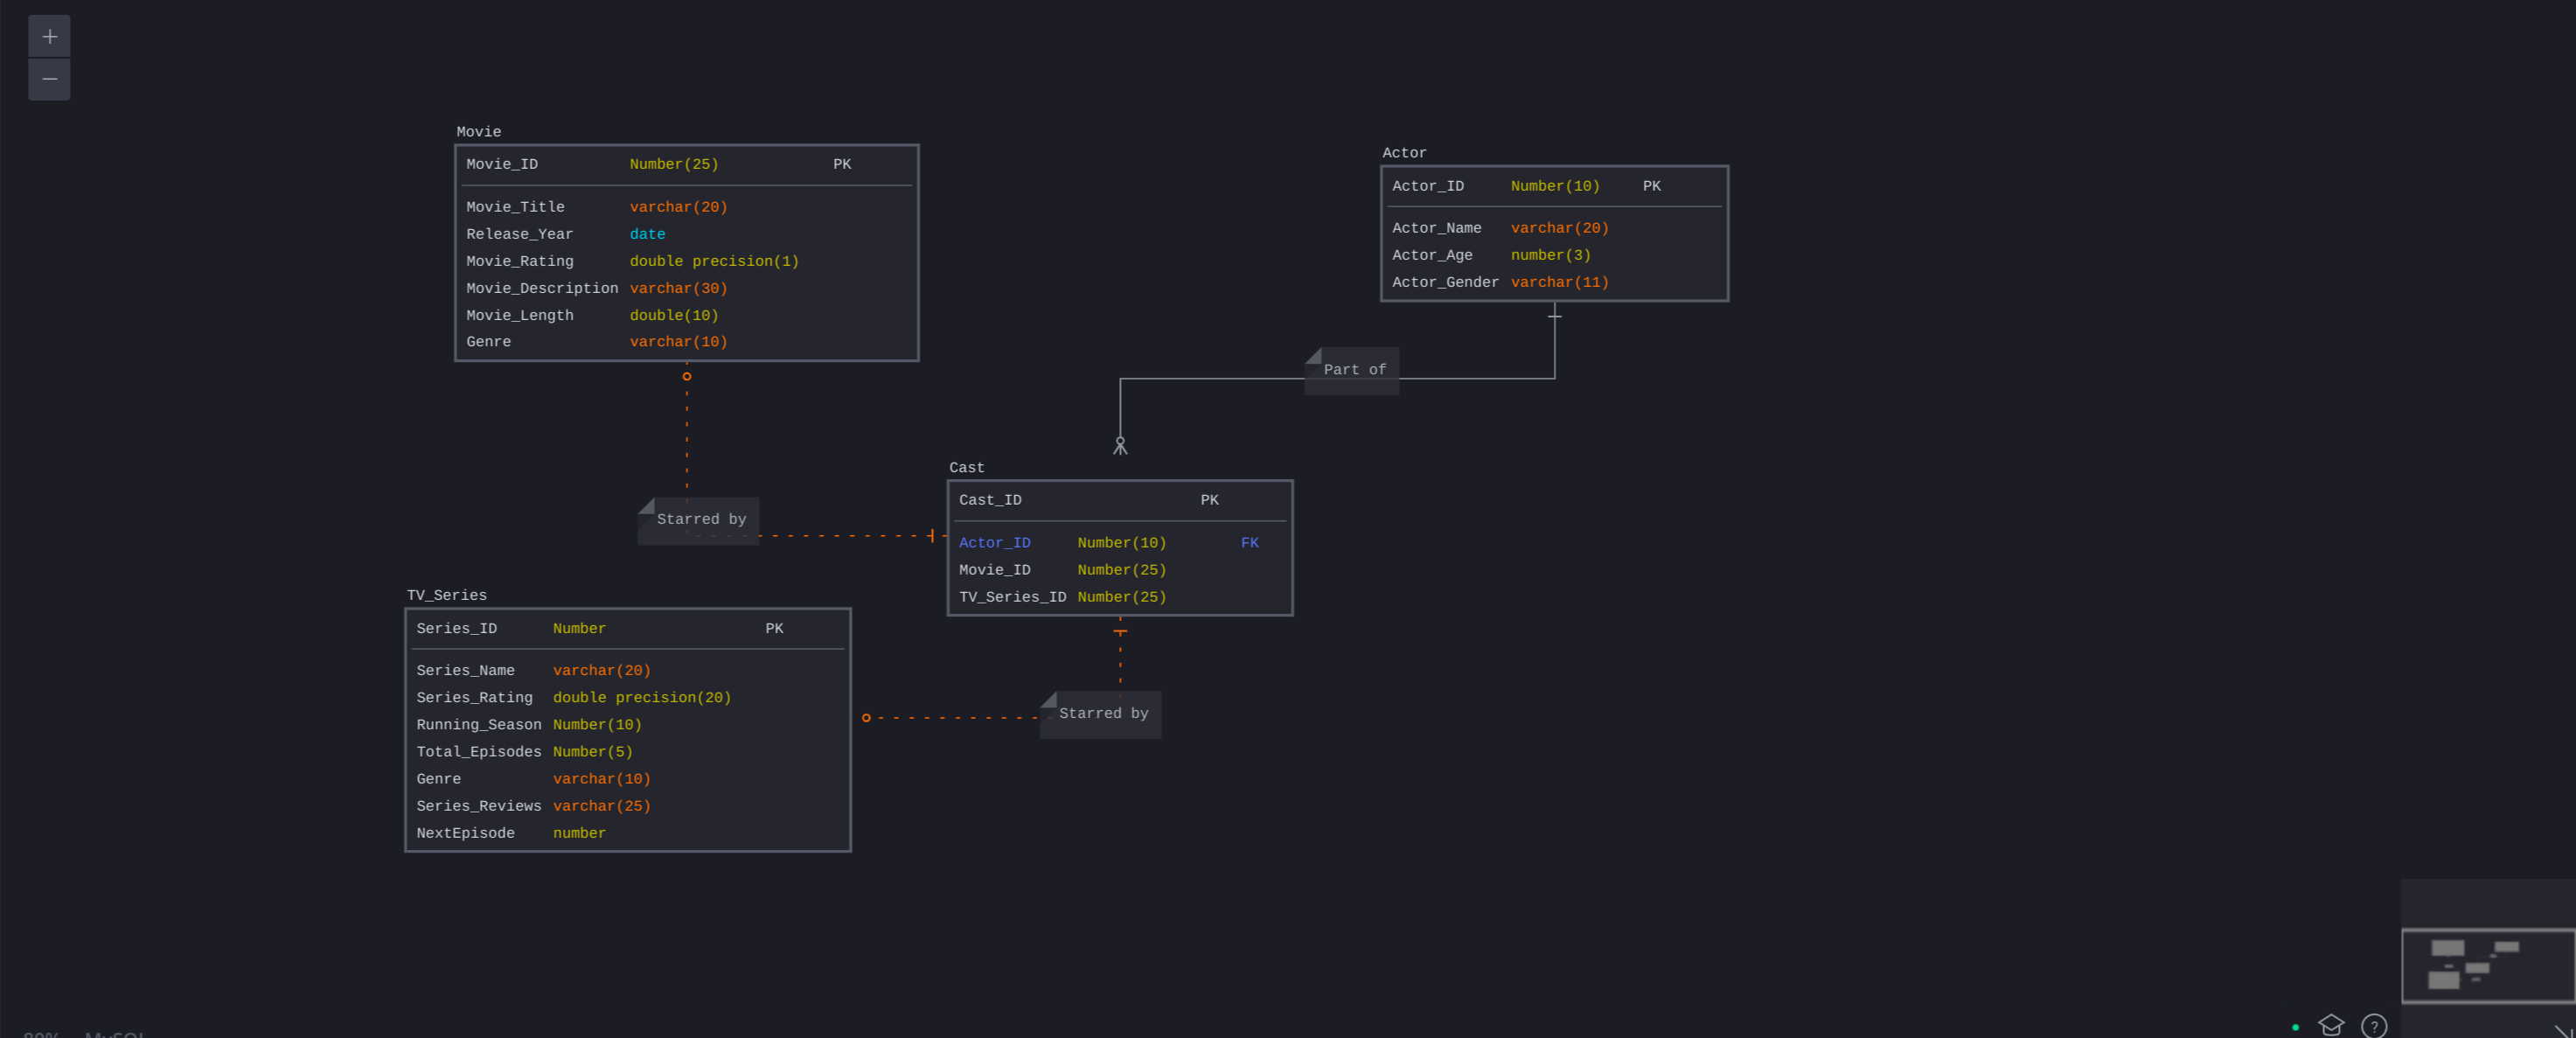 Movie
Movie_ID Number(25) PK
Movie_Title varchar(20)
Release_Year date
Movie_Rating double precision(1)
Movie_Description varchar(30)
Movie_Length double(10)
Genre varchar(10)
Actor
Actor_ID Number(10) PK
Actor_Name varchar(20)
Actor_Age number(3)
Actor_Gender varchar(11)
Part of
Starred by
Cast
Cast_ID PK
Actor_ID Number(10) FK
Movie_ID Number(25)
TV_Series_ID Number(25)
TV_Series
Series_ID Number PK
Series_Name varchar(20)
Series_Rating double precision(20)
Running_Season Number(10)
Total_Episodes Number(5)
Genre varchar(10)
Series_Reviews varchar(25)
NextEpisode number
Starred by